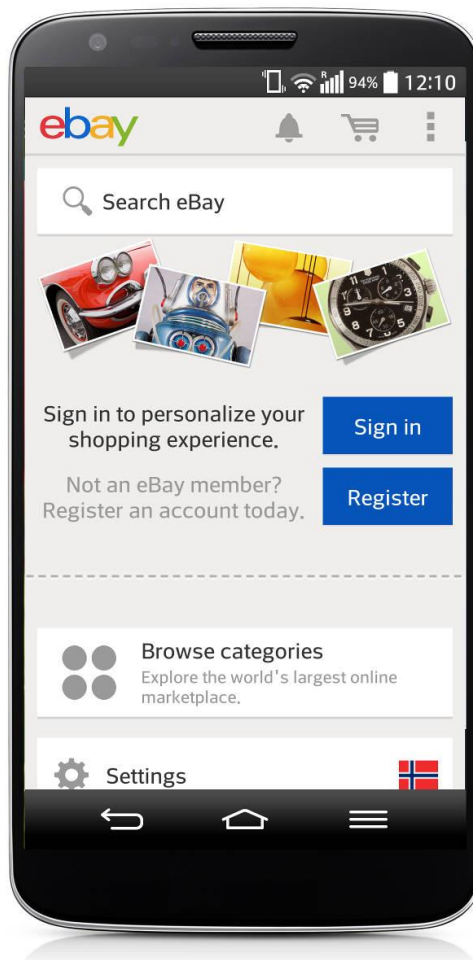 R
94% 12:10
ebay
Search eBay
Sign in to personalize your
shopping experience.
Sign in
Not an eBay member?
Register an account today.
Register
Browse categories
Explore the world's largest online
marketplace.
Settings